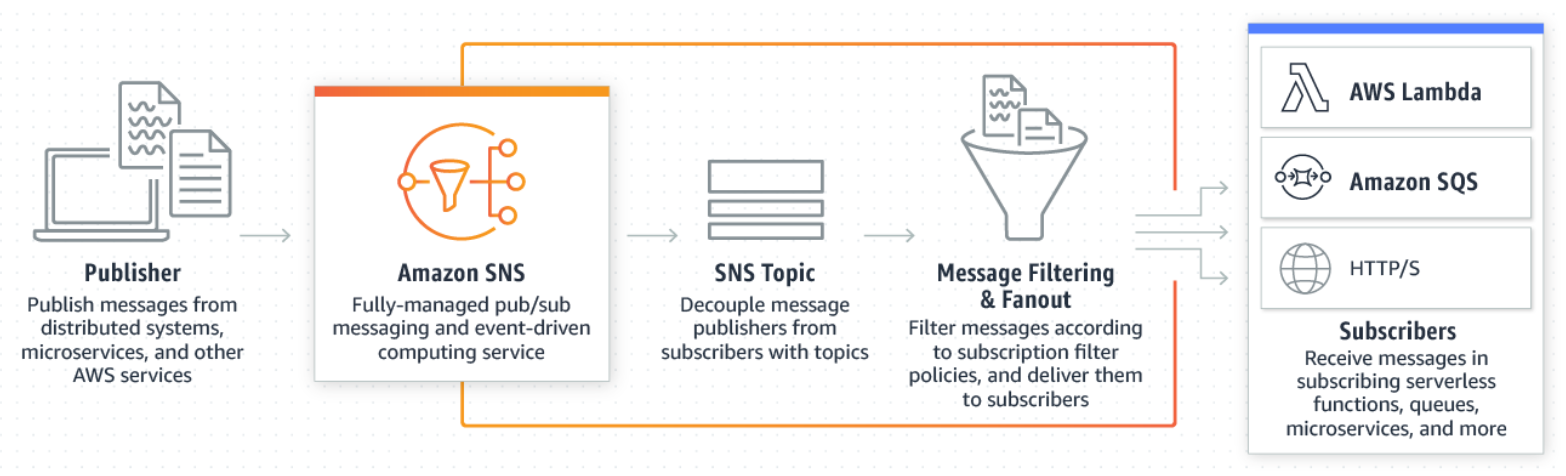 Publisher
Publish messages from
distributed systems,
microservices, and other
AWS services
Amazon SNS
Fully-managed pub/sub
messaging and event-driven
computing service
SNS Topic
Decouple message
publishers from
subscribers with topics
Message Filtering
& Fanout
Filter messages according
to subscription filter
policies, and deliver them
to subscribers
AWS Lambda
Amazon SQS
HTTP/S
Subscribers
Receive messages in
subscribing serverless
functions, queues,
microservices, and more